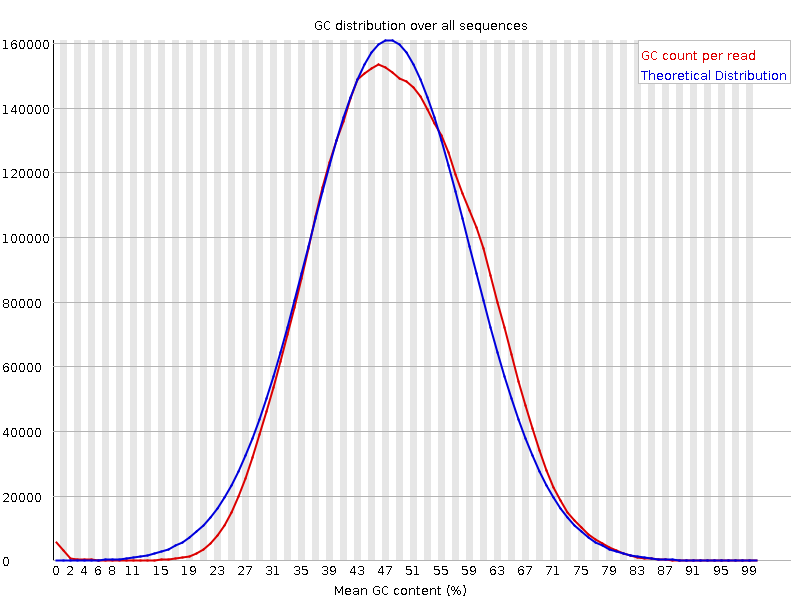 GC distribution over all sequences
160000
140000
120000
100000
80000
60000
40000
20000
0
GC count per read
Theoretical Distribution
0 2 4 6 8 11 15 19 23 27 31 35 39 43 47 51 55 59 63 67 71 75 79 83 87 91 95 99
Mean GC content (%)